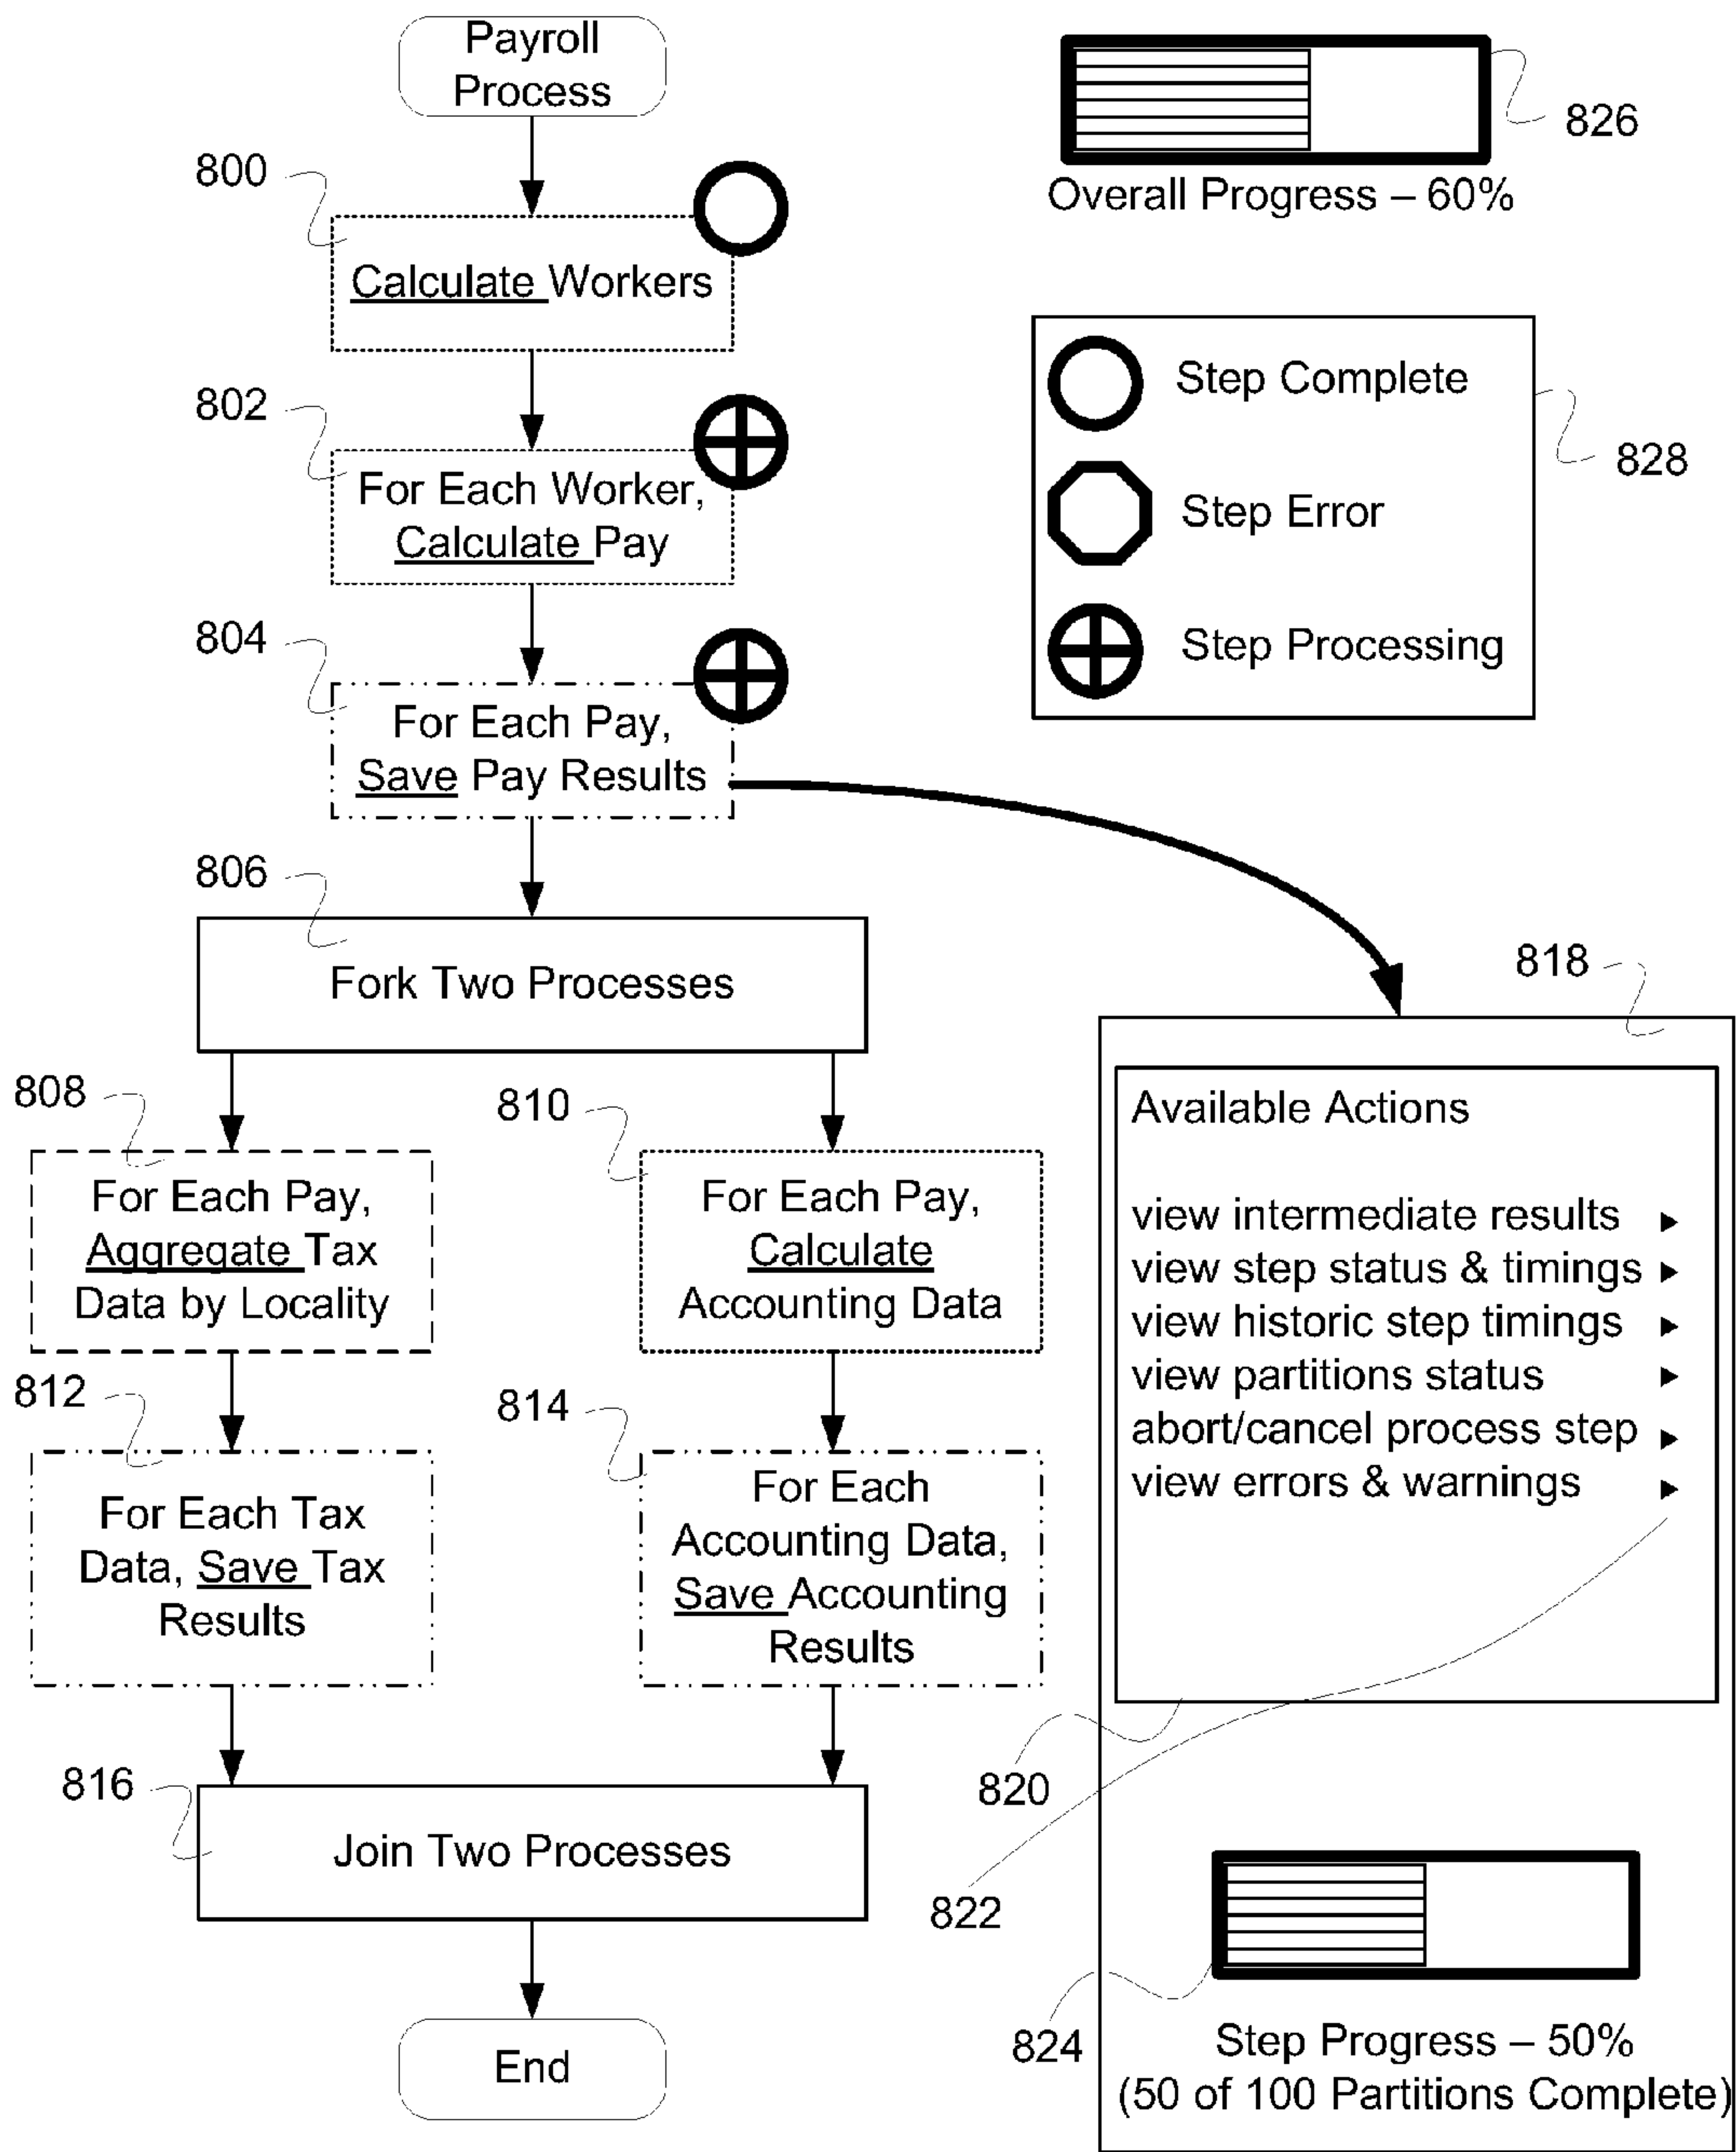 Payroll
Process
800
Calculate Workers
802
For Each Worker,
Calculate Pay
804
For Each Pay,
Save Pay Results
806
Fork Two Processes
808
For Each Pay,
Aggregate Tax
Data by Locality
810
For Each Pay,
Calculate
Accounting Data
812
For Each Tax
Data, Save Tax
Results
814
For Each
Accounting Data,
Save Accounting
Results
816
Join Two Processes
End
826
Overall Progress – 60%
Step Complete
Step Error
Step Processing
828
818
Available Actions
view intermediate results
view step status & timings
view historic step timings
view partitions status
abort/cancel process step
view errors & warnings
820
822
824
Step Progress – 50%
(50 of 100 Partitions Complete)